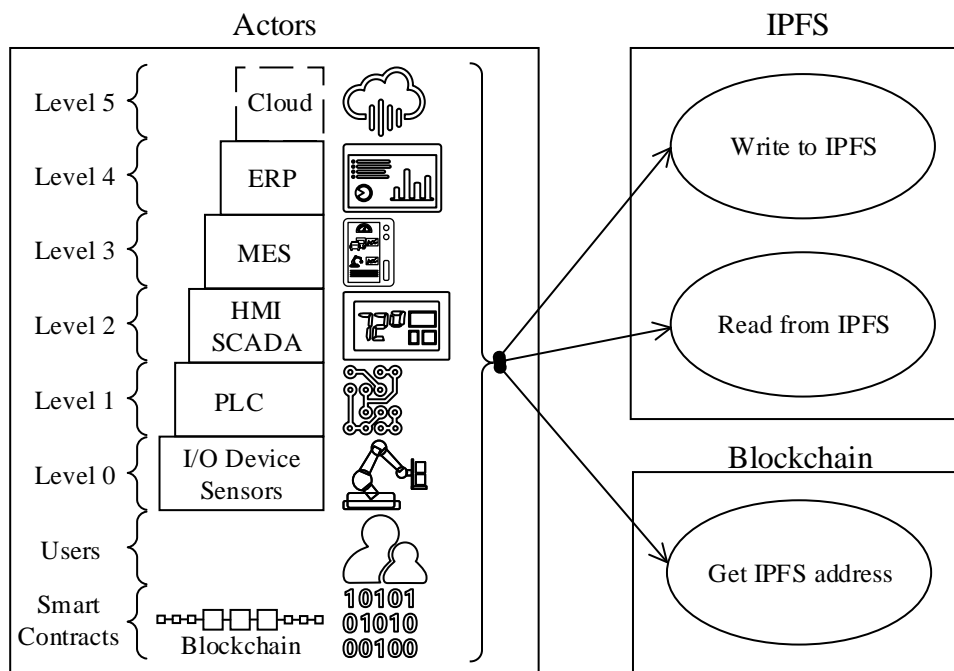 Actors
IPFS
Level 5
Cloud
Level 4
ERP
Level 3
MES
Level 2
HMI
SCADA
72°
Level 1
PLC
Level 0
I/O Device
Sensors
Users
Smart
Contracts
Blockchain
10101
01010
00100
Write to IPFS
Read from IPFS
Blockchain
Get IPFS address